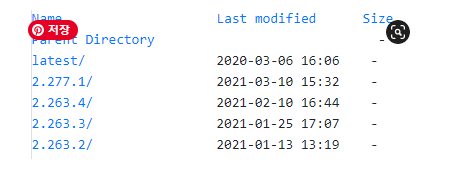 Name Last modified Size
저장
Parent Directory -
latest/ 2020-03-06 16:06 -
2.277.1/ 2021-03-10 15:32 -
2.263.4/ 2021-02-10 16:44 -
2.263.3/ 2021-01-25 17:07 -
2.263.2/ 2021-01-13 13:19 -